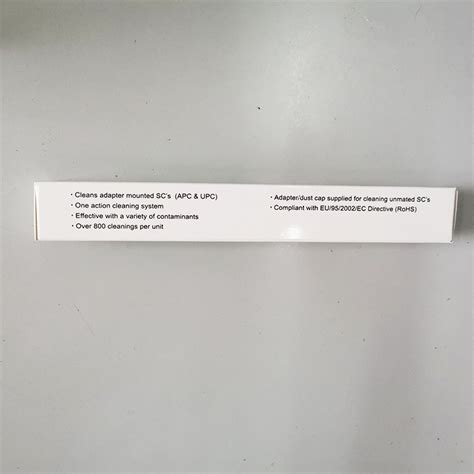 · Cleans adapter mounted SC's (APC & UPC)
· One action cleaning system
· Effective with a variety of contaminants
· Over 800 cleanings per unit
· Adapter/dust cap supplied for cleaning unmated SC's
· Compliant with EU/95/2002/EC Directive (RoHS)